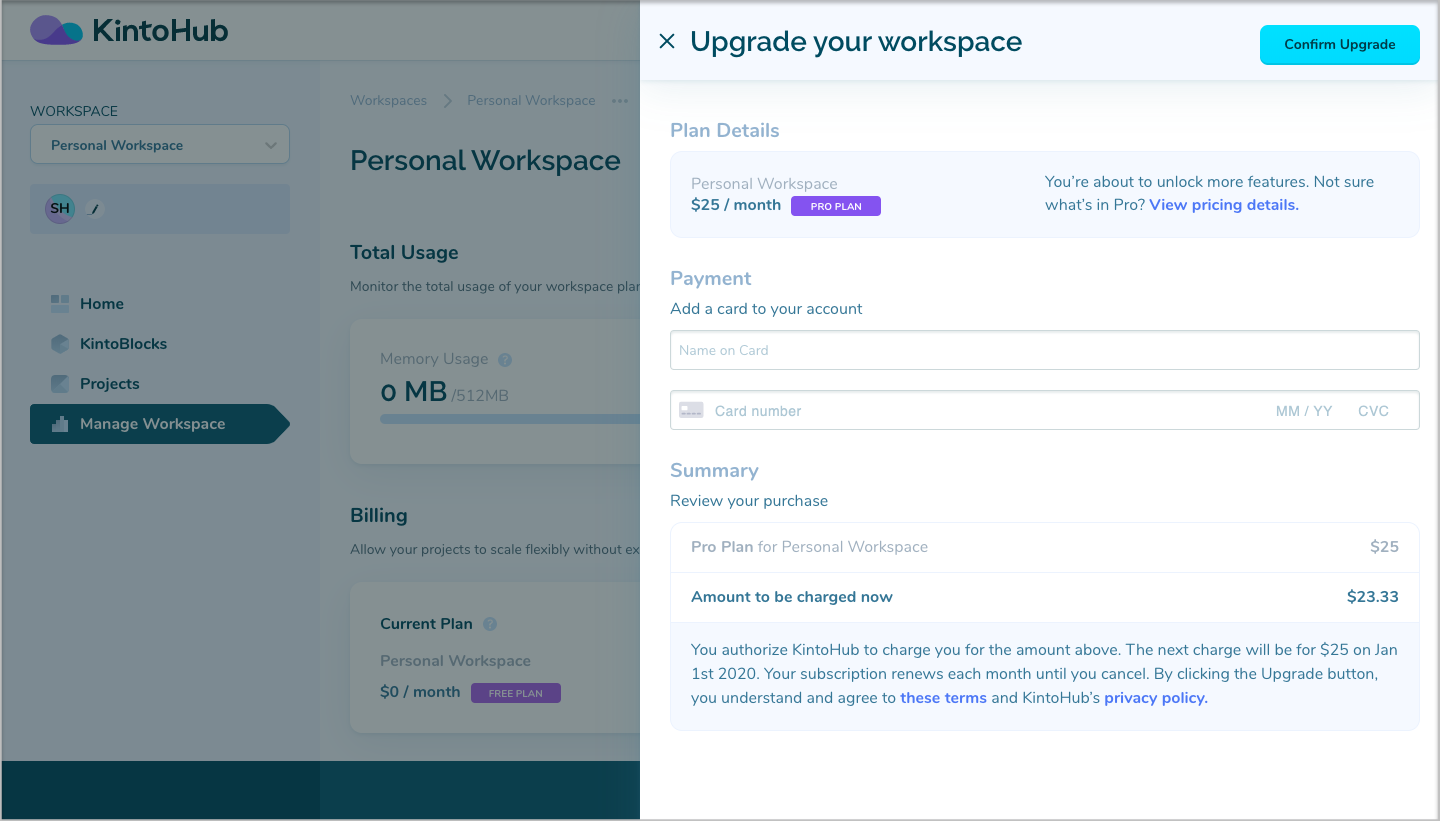 KintoHub
WORKSPACE
Personal Workspace
SH
Home
KintoBlocks
Projects
Manage Workspace
Workspaces Personal Workspace ···
Personal Workspace
Total Usage
Monitor the total usage of your workspace plan
Memory Usage ?
0 MB /512MB
Billing
Allow your projects to scale flexibly without ex
Current Plan ?
Personal Workspace
$0 / month FREE PLAN
Upgrade your workspace
Confirm Upgrade
Plan Details
Personal Workspace
$25 / month PRO PLAN
You’re about to unlock more features. Not sure
what’s in Pro? View pricing details.
Payment
Add a card to your account
Name on Card
Card number MM / YY CVC
Summary
Review your purchase
Pro Plan for Personal Workspace $25
Amount to be charged now $23.33
You authorize KintoHub to charge you for the amount above. The next charge will be for $25 on Jan
1st 2020. Your subscription renews each month until you cancel. By clicking the Upgrade button,
you understand and agree to these terms and KintoHub’s privacy policy.